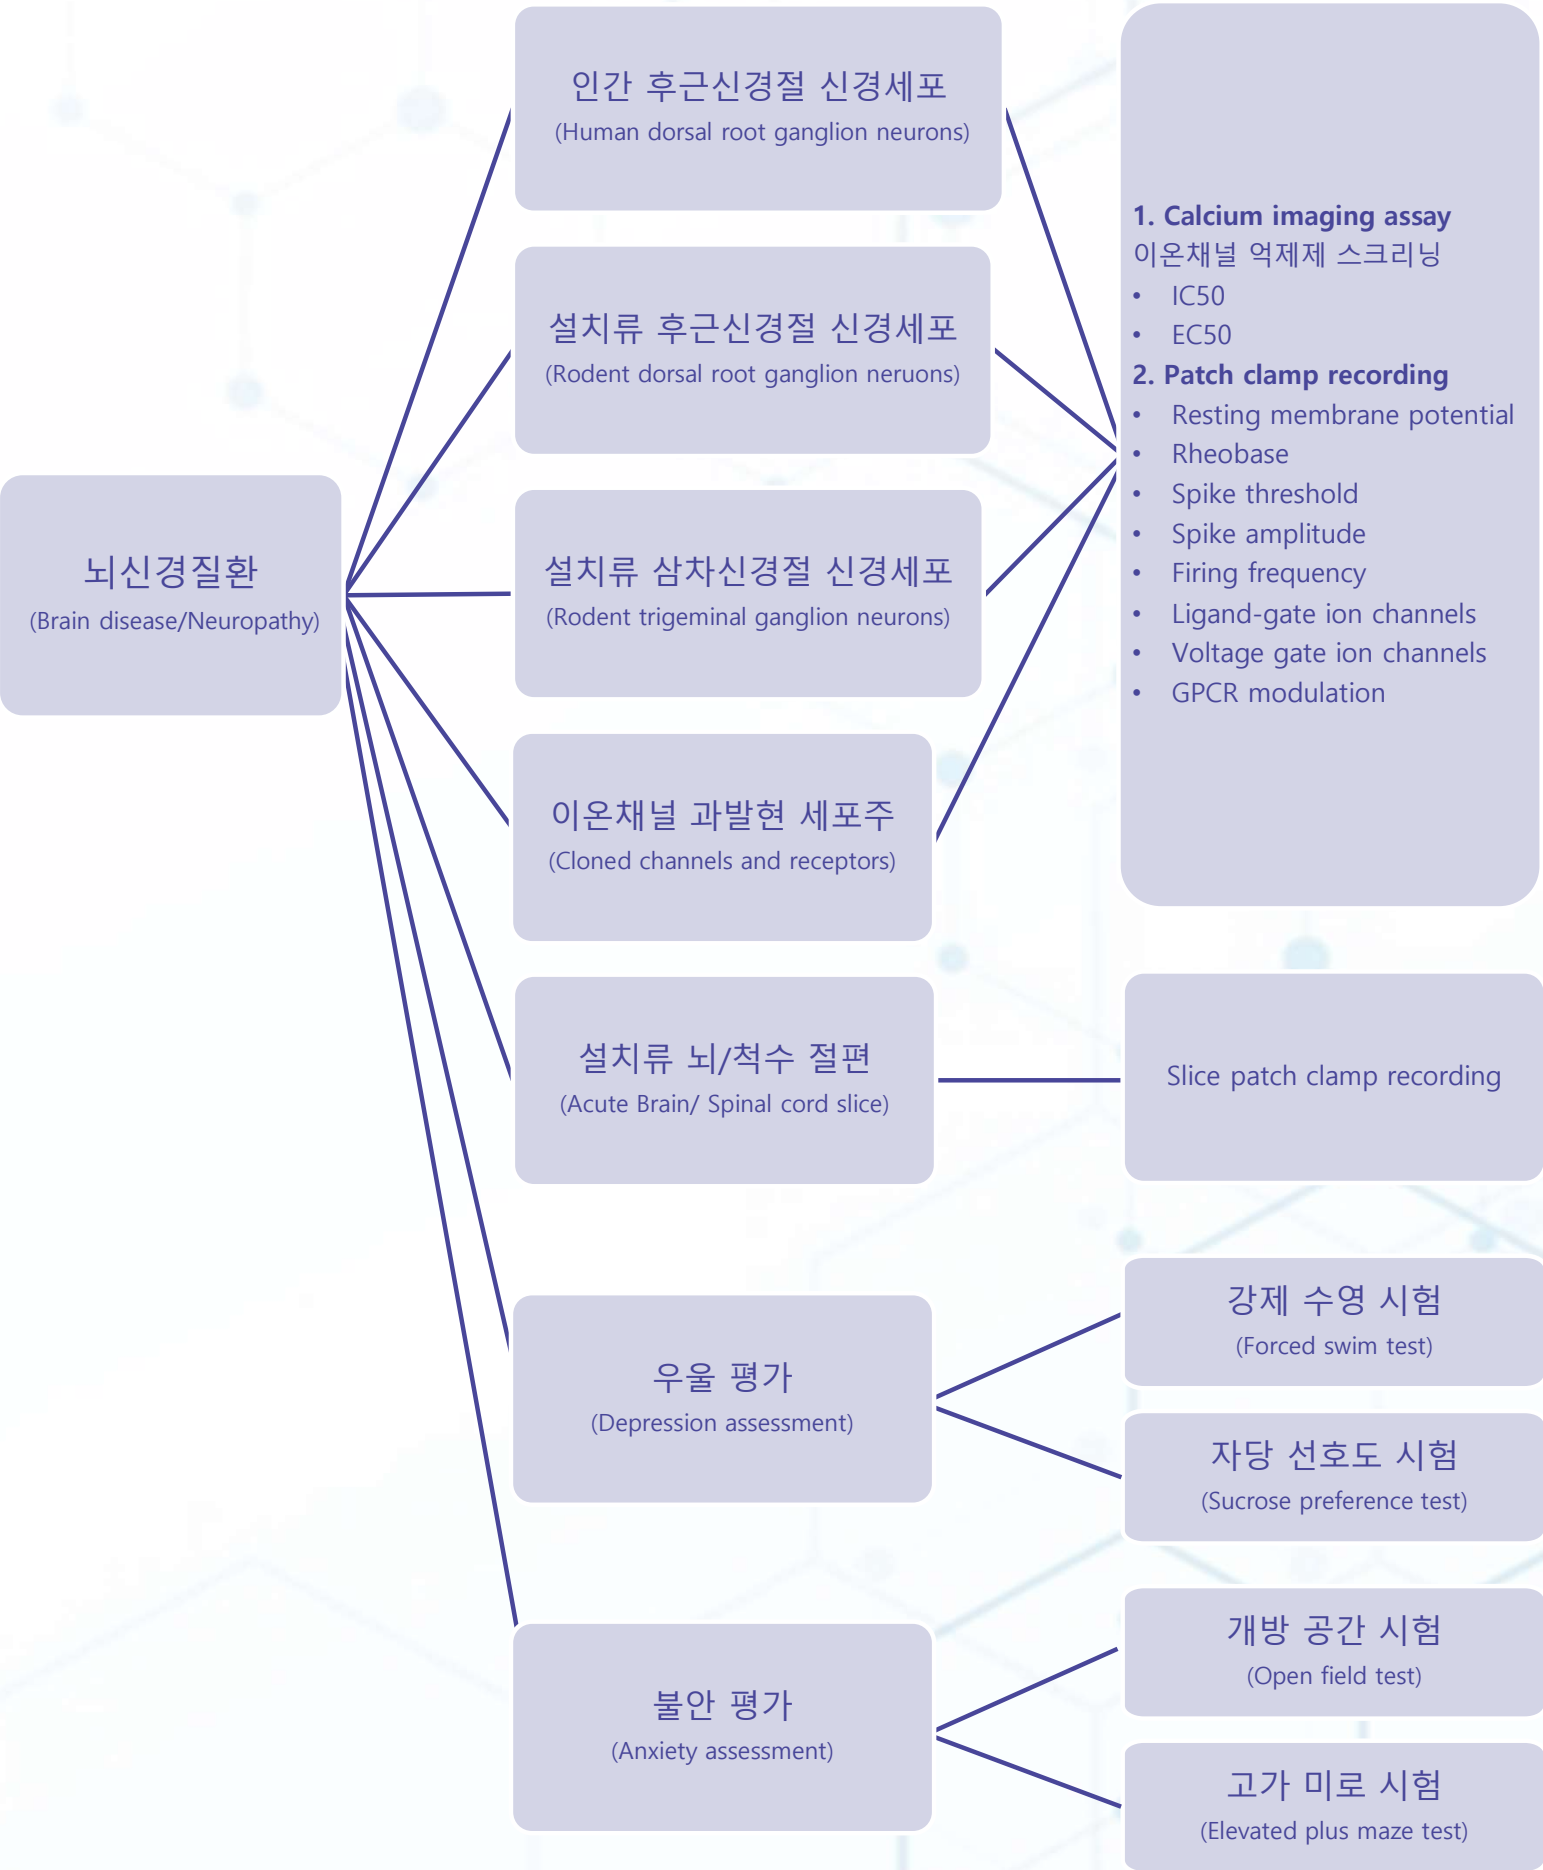 뇌신경질환
(Brain disease/Neuropathy)
인간 후근신경절 신경세포
(Human dorsal root ganglion neurons)
설치류 후근신경절 신경세포
(Rodent dorsal root ganglion neruons)
설치류 삼차신경절 신경세포
(Rodent trigeminal ganglion neurons)
이온채널 과발현 세포주
(Cloned channels and receptors)
설치류 뇌/척수 절편
(Acute Brain/ Spinal cord slice)
우울 평가
(Depression assessment)
불안 평가
(Anxiety assessment)
1. Calcium imaging assay
이온채널 억제제 스크리닝
• IC50
• EC50
2. Patch clamp recording
• Resting membrane potential
• Rheobase
• Spike threshold
• Spike amplitude
• Firing frequency
• Ligand-gate ion channels
• Voltage gate ion channels
• GPCR modulation
Slice patch clamp recording
강제 수영 시험
(Forced swim test)
자당 선호도 시험
(Sucrose preference test)
개방 공간 시험
(Open field test)
고가 미로 시험
(Elevated plus maze test)